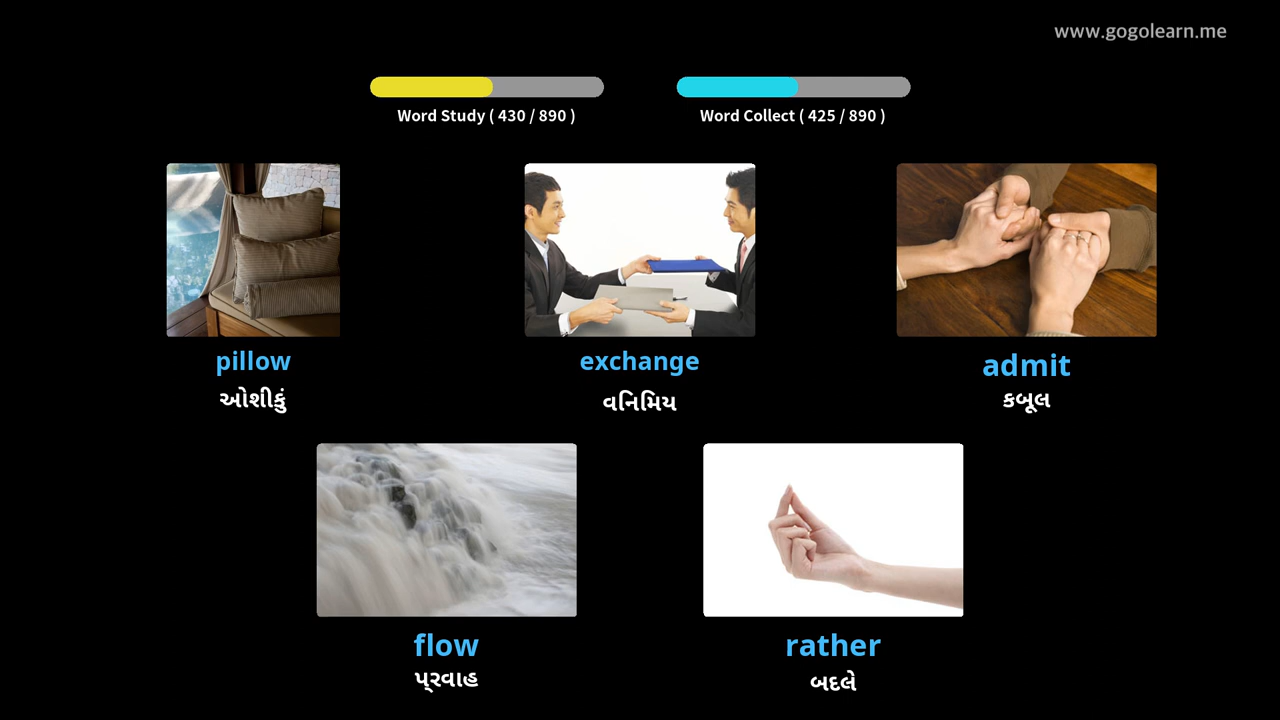 www.gogolearn.me
Word Study ( 430 / 890 )
Word Collect ( 425 / 890 )
pillow
ઓશીકું
exchange
વનિમિય
admit
કબૂલ
flow
પ્રવાહ
rather
બદલે